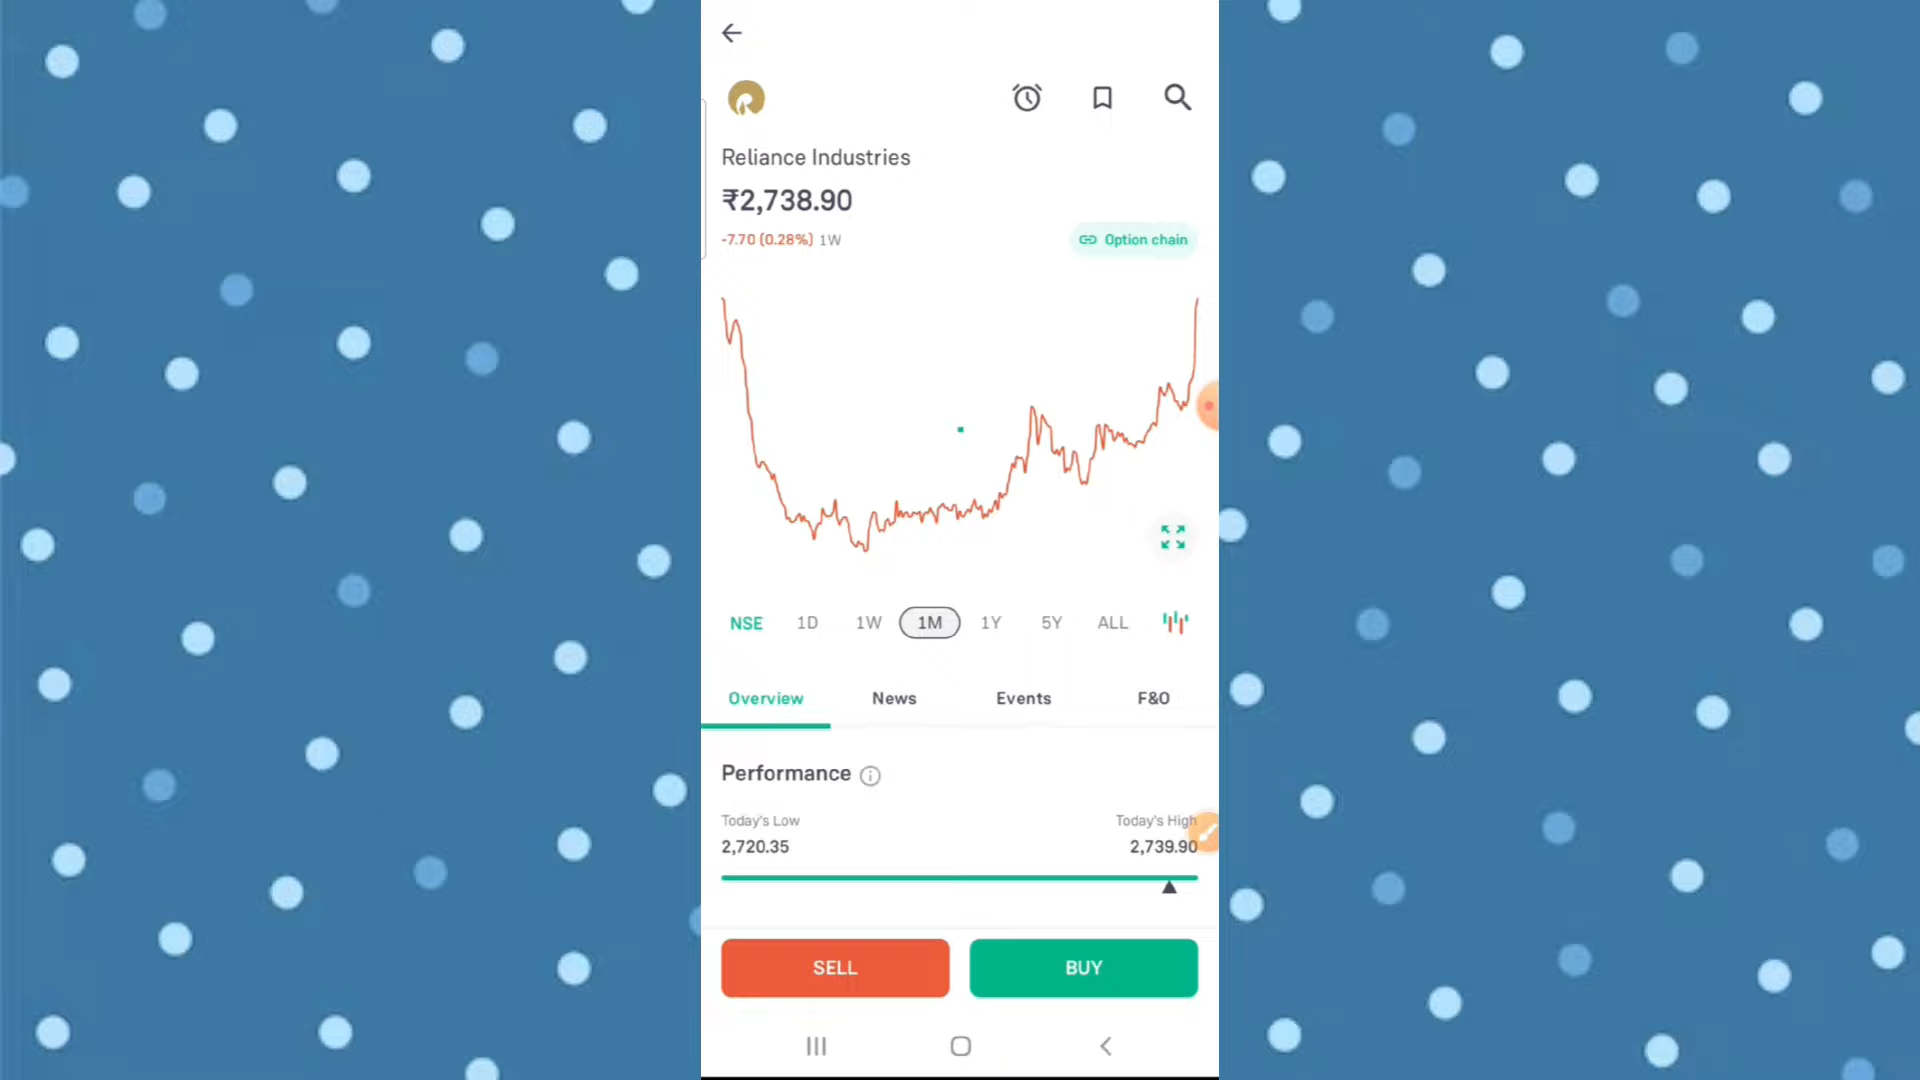 Reliance Industries
₹2,738.90
-7.70 (0.28%) 1W
Option chain
NSE 1D 1W 1M 1Y 5Y ALL
Overview News Events F&O
Performance
Today's Low Today's High
2,720.35 2,739.90
SELL BUY